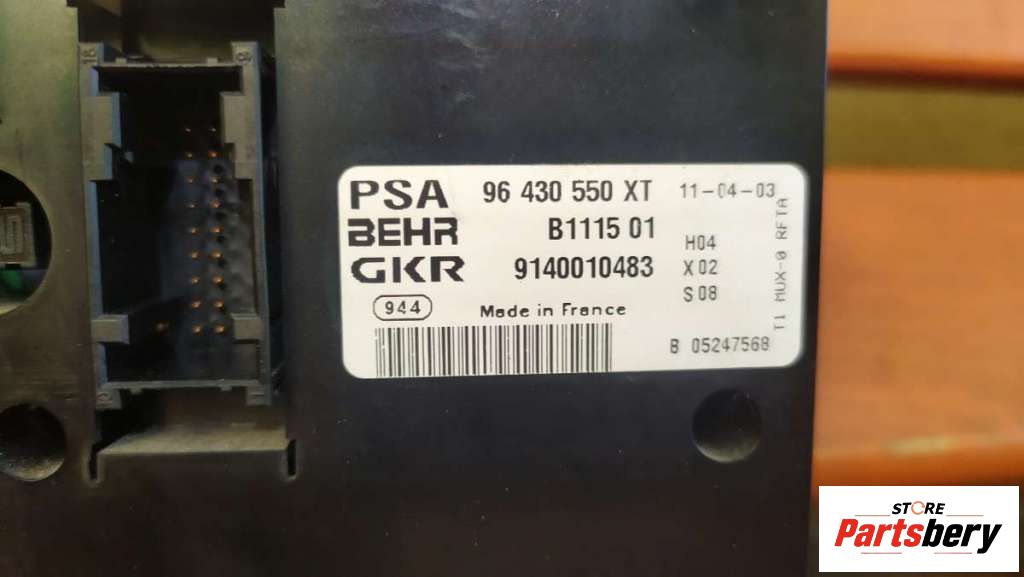 PSA 96 430 550 XT 11-04-03
BEHR B1115 01
H04
GKR 9140010483 X 02
S 08
944 Made in France
B 05247568
T1 MUX-0 RFTA
STORE
Partsbery